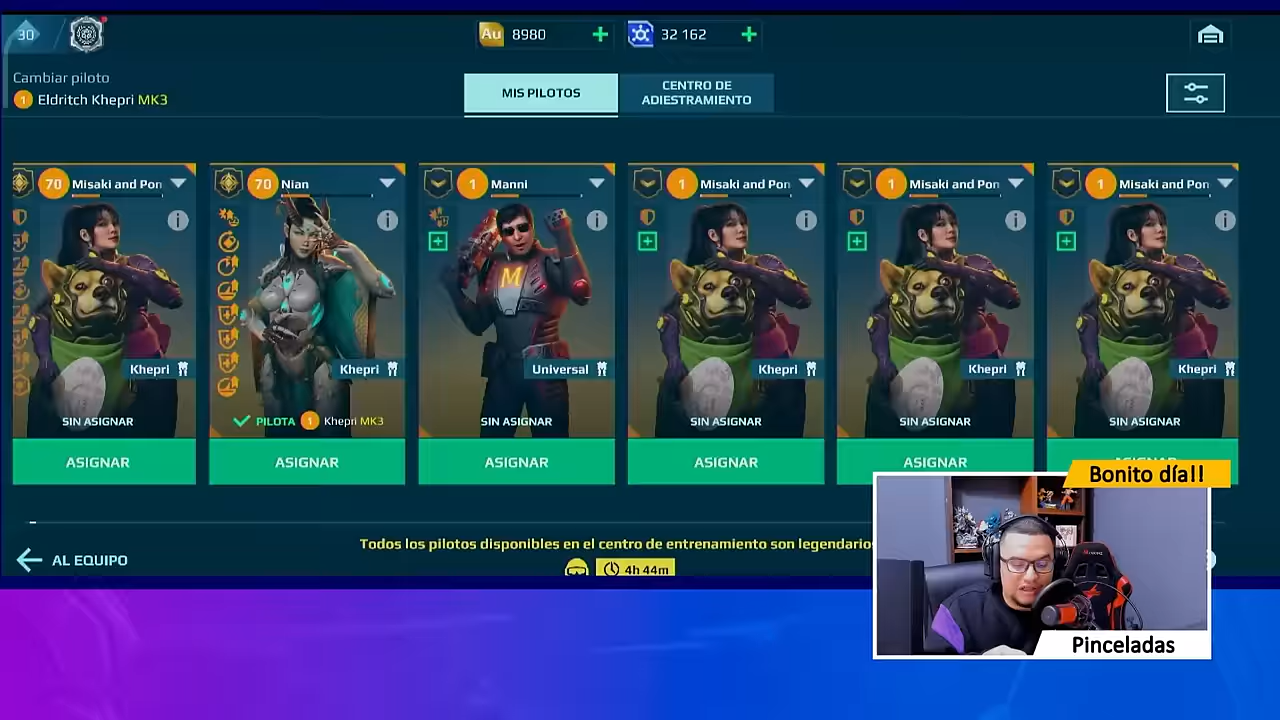 30
Au 8980
32 162
Cambiar piloto
1 Eldritch Khepri MK3
MIS PILOTOS
CENTRO DE
ADIESTRAMIENTO
70 Misaki and Pon
Khepri
SIN ASIGNAR
ASIGNAR
70 Nian
Khepri
PILOTA 1 Khepri MK3
ASIGNAR
1 Manni
M
Universal
SIN ASIGNAR
ASIGNAR
1 Misaki and Pon
Khepri
SIN ASIGNAR
ASIGNAR
1 Misaki and Pon
Khepri
SIN ASIGNAR
ASIGNAR
1 Misaki and Pon
Khepri
SIN ASIGNAR
AL EQUIPO
Todos los pilotos disponibles en el centro de entrenamiento son legendario
4h 44m
Bonito día!!
Pinceladas